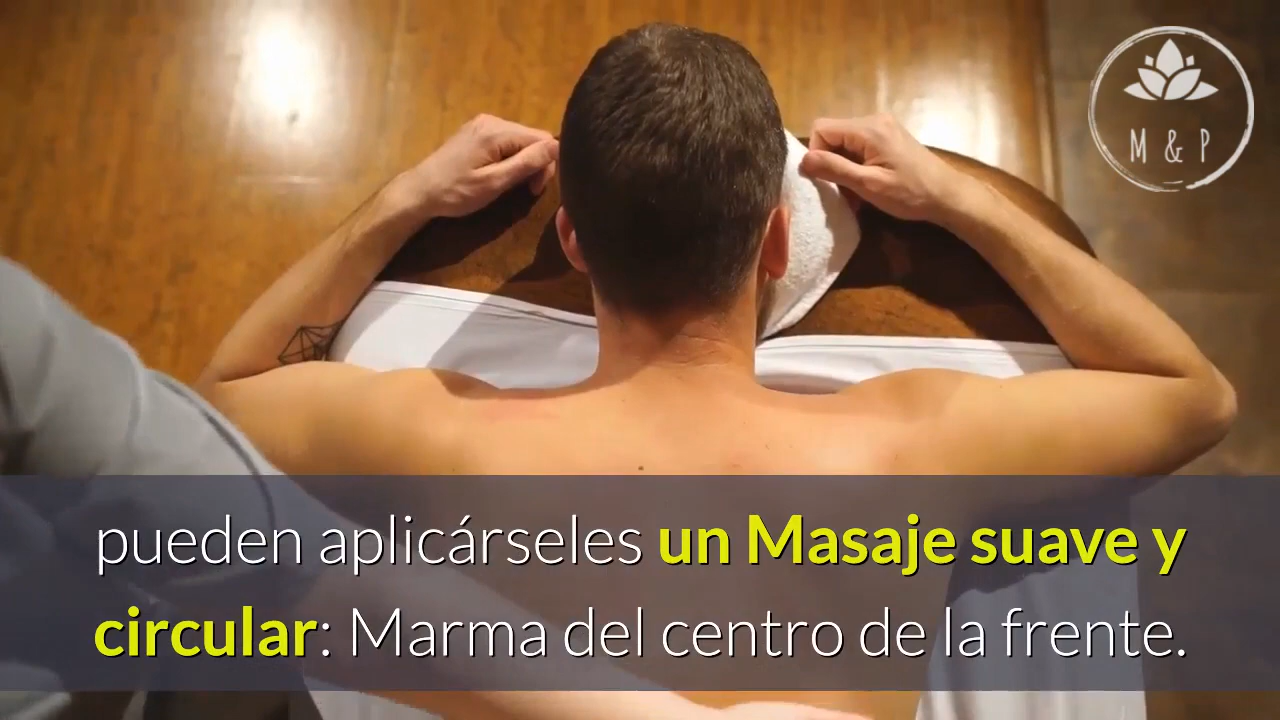 M & P
pueden aplicárseles un Masaje suave y
circular: Marma del centro de la frente.